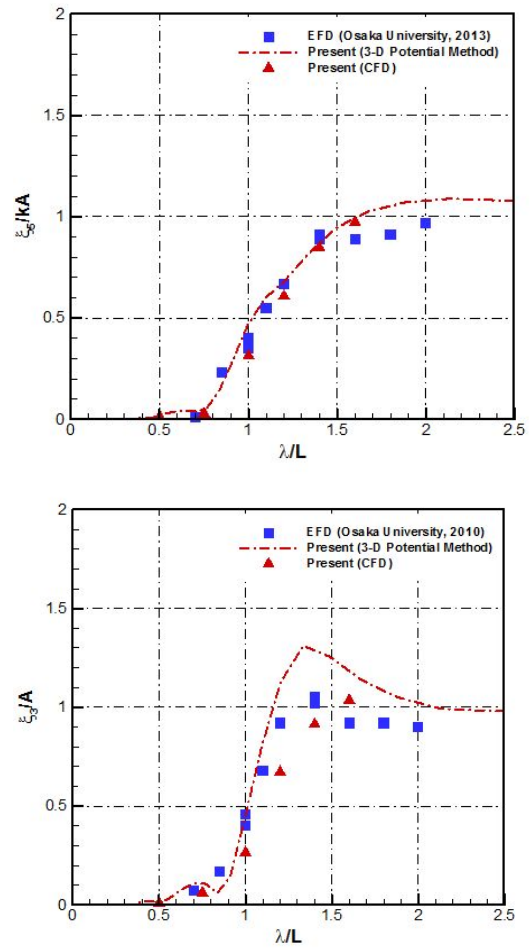 EFD (Osaka University, 2013)
Present (3-D Potential Method)
Present (CFD)
2
1.5
1
0.5
0
ξ₅/kA
0
0.5
1
1.5
2
2.5
λ/L
EFD (Osaka University, 2010)
Present (3-D Potential Method)
Present (CFD)
2
1.5
1
0.5
0
ξ₃/A
0
0.5
1
1.5
2
2.5
λ/L